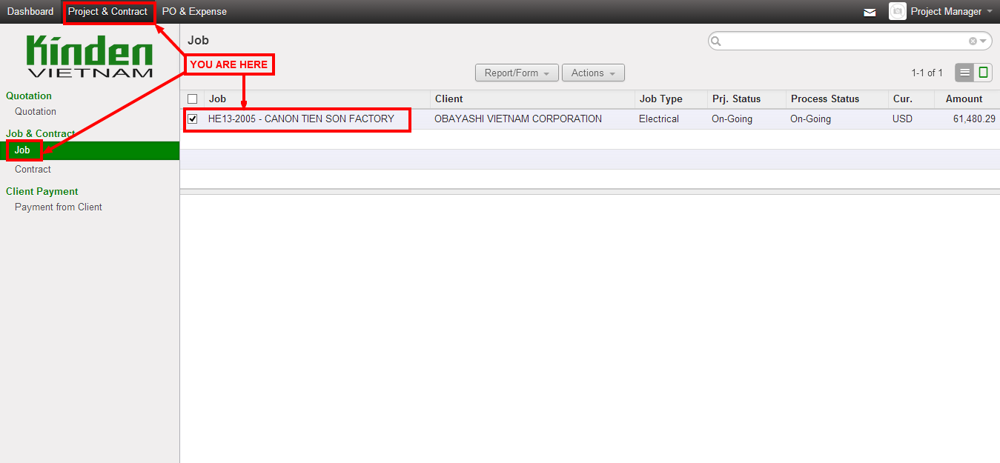 Dashboard Project & Contract PO & Expense Project Manager
Kinden
VIETNAM
Quotation
Quotation
Job & Contract
Job
Contract
Client Payment
Payment from Client
Job
YOU ARE HERE
Report/Form Actions 1-1 of 1
Job Client Job Type Prj. Status Process Status Cur. Amount
HE13-2005 - CANON TIEN SON FACTORY OBAYASHI VIETNAM CORPORATION Electrical On-Going On-Going USD 61,480.29